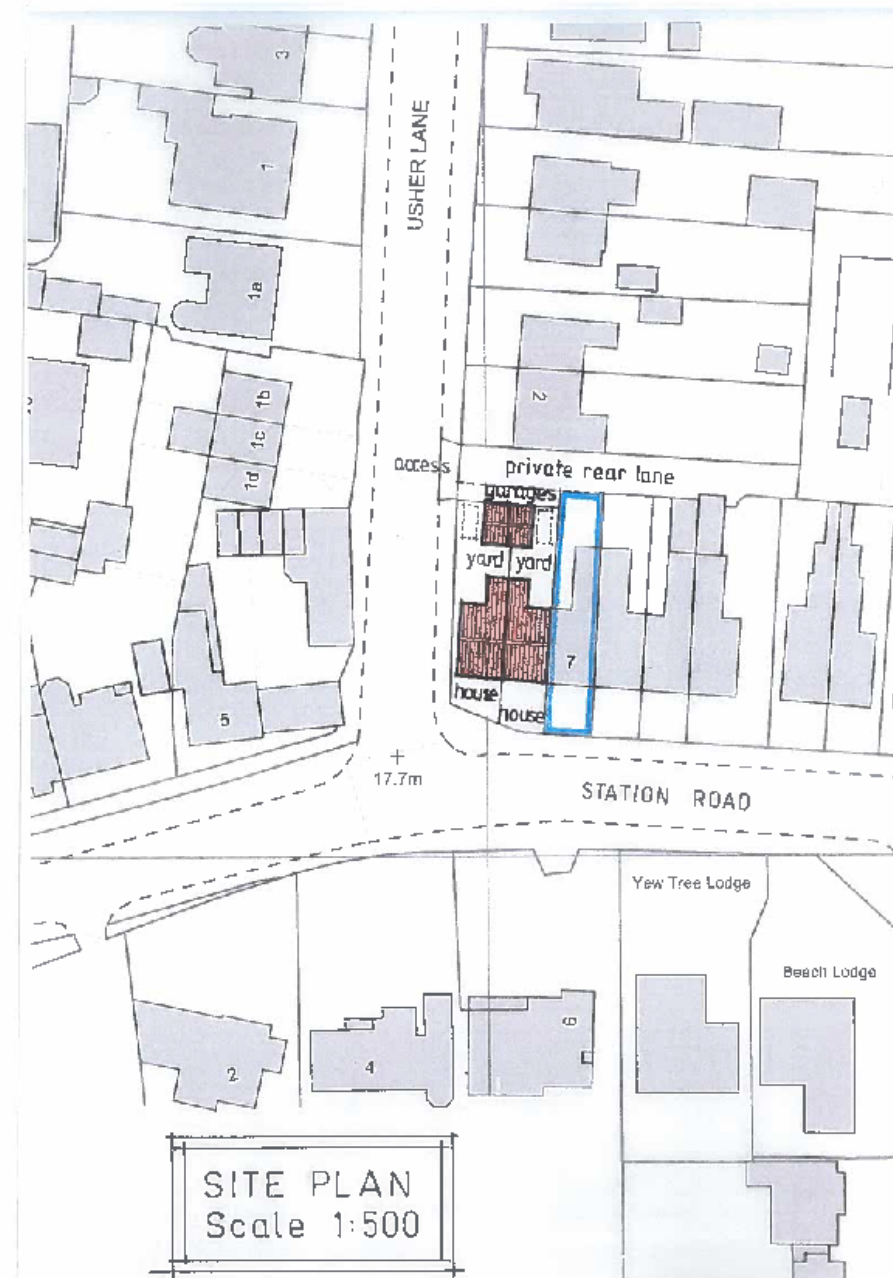 3
USHER LANE
1
1a
1b
1c
1d
2
access
private rear lane
garages
yard yard
7
5
house
house
17.7m
STATION ROAD
Yew Tree Lodge
Beach Lodge
2
4
6
SITE PLAN
Scale 1:500